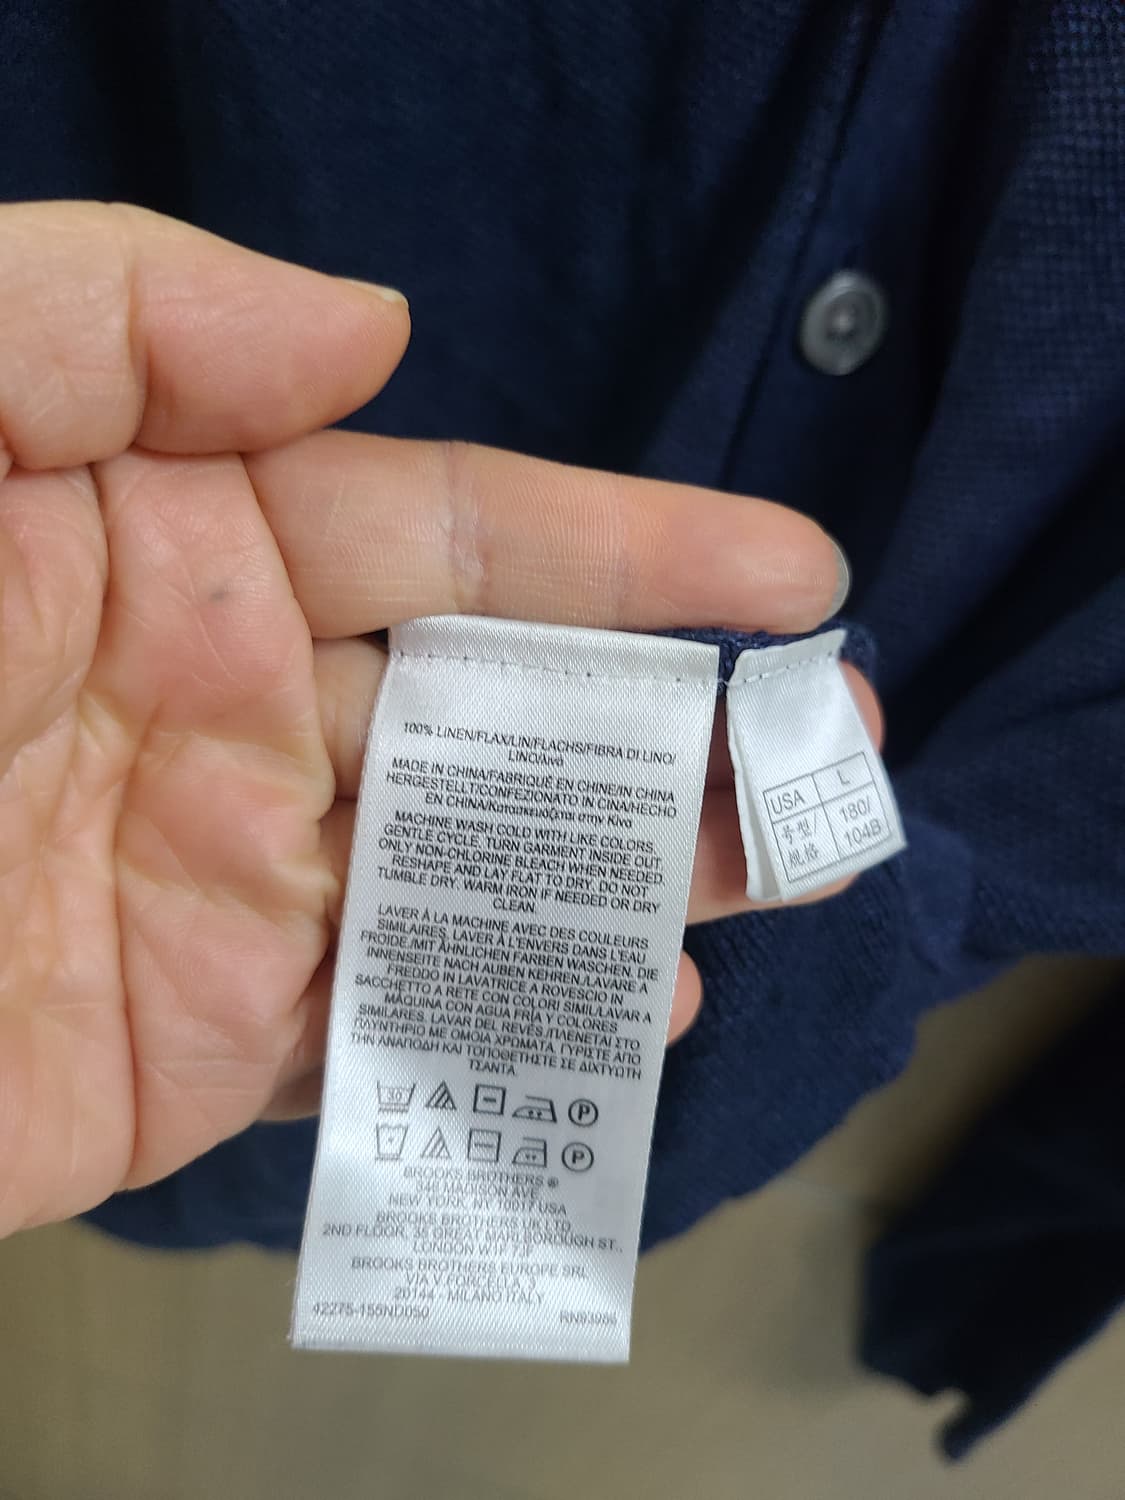 100% LINEN/FLAX/LIN/FLACHS/FIBRA DI LINO/
LINO/λινό
MADE IN CHINA/FABRIQUÉ EN CHINE/IN CHINA
HERGESTELLT/CONFEZIONATO IN CINA/HECHO
EN CHINA/Κατασκευάζεται στην Κίνα
MACHINE WASH COLD WITH LIKE COLORS,
GENTLE CYCLE. TURN GARMENT INSIDE OUT.
ONLY NON-CHLORINE BLEACH WHEN NEEDED.
RESHAPE AND LAY FLAT TO DRY. DO NOT
TUMBLE DRY. WARM IRON IF NEEDED OR DRY
CLEAN.
LAVER À LA MACHINE AVEC DES COULEURS
SIMILAIRES. LAVER À L'ENVERS DANS L'EAU
FROIDE./MIT ÄHNLICHEN FARBEN WASCHEN. DIE
INNENSEITE NACH AUßEN KEHREN./LAVARE A
FREDDO IN LAVATRICE A ROVESCIO IN
SACCHETTO A RETE CON COLORI SIMILI/LAVAR A
MÁQUINA CON AGUA FRÍA Y COLORES
SIMILARES. LAVAR DEL REVÉS./ΠΛΕΝΕΤΑΙ ΣΤΟ
ΠΛΥΝΤΗΡΙΟ ΜΕ ΟΜΟΙΑ ΧΡΩΜΑΤΑ. ΓΥΡΙΣΤΕ ΑΠΟ
ΤΗΝ ΑΝΑΠΟΔΗ ΚΑΙ ΤΟΠΟΘΕΤΗΣΤΕ ΣΕ ΔΙΧΤΥΩΤΗ
ΤΣΑΝΤΑ.
30 P
P
BROOKS BROTHERS ®
346 MADISON AVE
NEW YORK, NY 10017 USA
BROOKS BROTHERS UK LTD
2ND FLOOR, 35 GREAT MARLBOROUGH ST.,
LONDON W1F 7JF
BROOKS BROTHERS EUROPE SRL
VIA V.FORCELLA, 3
20144 - MILANO ITALY
42275-155ND050 RN93986
USA L
号型/ 180/
规格 104B